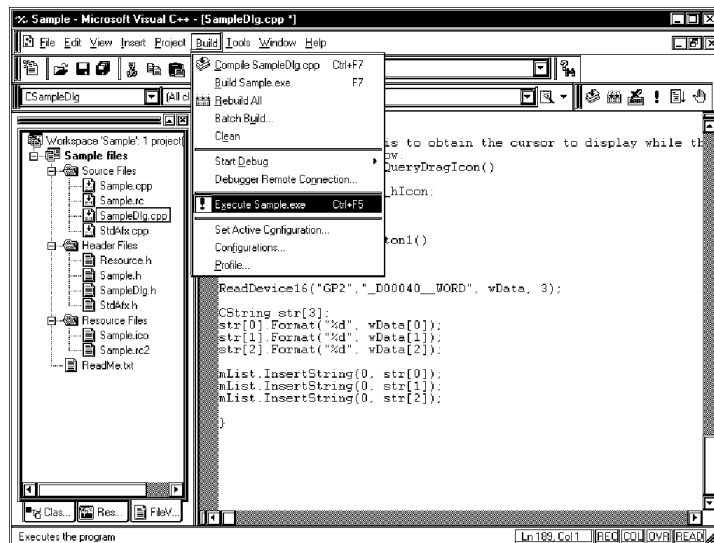 Sample - Microsoft Visual C++ - [SampleDlg.cpp *]
File Edit View Insert Project Build Tools Window Help
CSampleDlg
[All cl
Compile SampleDlg.cpp Ctrl+F7
Build Sample.exe F7
Rebuild All
Batch Build...
Clean
Start Debug
Debugger Remote Connection...
Execute Sample.exe Ctrl+F5
Set Active Configuration...
Configurations...
Profile...
Workspace 'Sample': 1 project(
Sample files
Source Files
Sample.cpp
Sample.rc
SampleDlg.cpp
StdAfx.cpp
Header Files
Resource.h
Sample.h
SampleDlg.h
StdAfx.h
Resource Files
Sample.ico
Sample.rc2
ReadMe.txt
is to obtain the cursor to display while th
ow.
QueryDragIcon()
_hIcon;
ton1()
ReadDevice16("GP2","_D00040__WORD", wData, 3);
CString str[3];
str[0].Format("%d", wData[0]);
str[1].Format("%d", wData[1]);
str[2].Format("%d", wData[2]);
mList.InsertString(0, str[0]);
mList.InsertString(0, str[1]);
mList.InsertString(0, str[2]);
}
Clas... Res... FileV...
Executes the program
Ln 189, Col 1 REC COL OVR READ